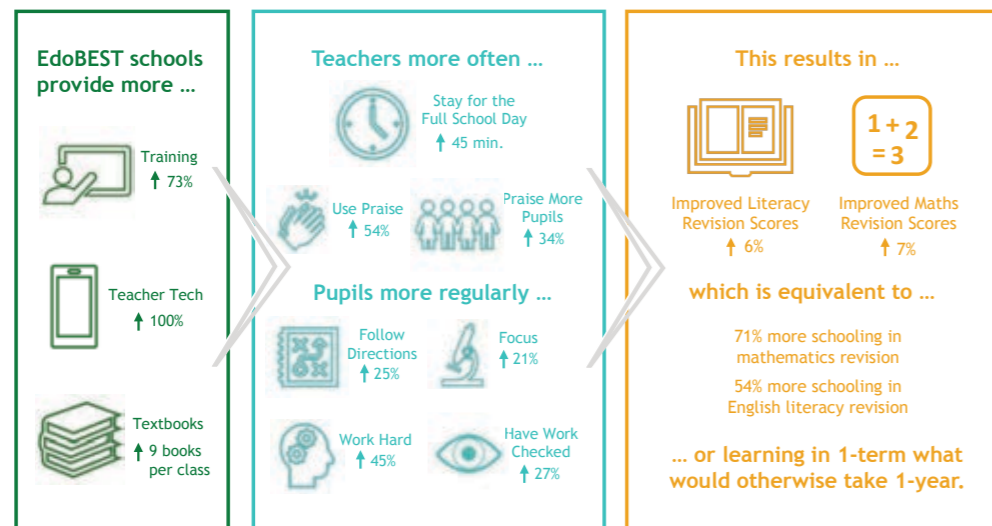 EdoBEST schools
provide more ...
Training
↑ 73%
Teacher Tech
↑ 100%
Textbooks
↑ 9 books
per class
Teachers more often ...
Stay for the
Full School Day
↑ 45 min.
Use Praise
↑ 54%
Praise More
Pupils
↑ 34%
Pupils more regularly ...
Follow
Directions
↑ 25%
Focus
↑ 21%
Work Hard
↑ 45%
Have Work
Checked
↑ 27%
This results in ...
1 + 2
= 3
Improved Literacy
Revision Scores
↑ 6%
Improved Maths
Revision Scores
↑ 7%
which is equivalent to ...
71% more schooling in
mathematics revision
54% more schooling in
English literacy revision
... or learning in 1-term what
would otherwise take 1-year.